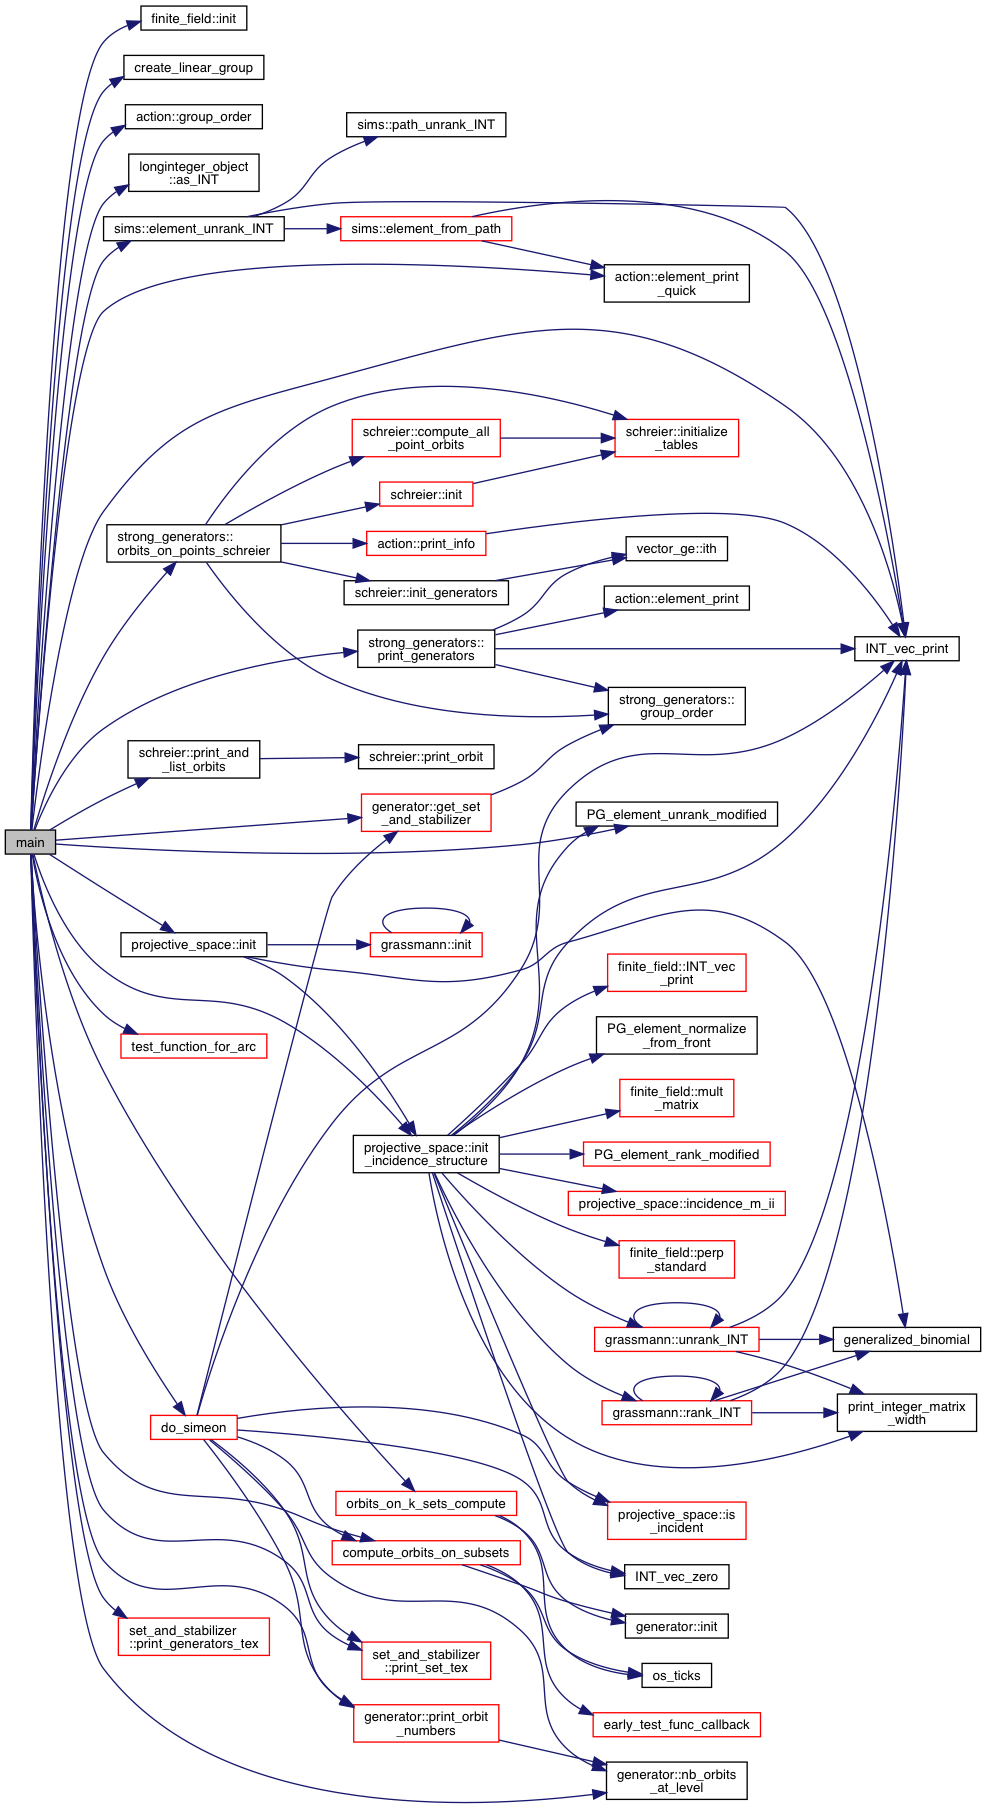 finite_field::init
create_linear_group
action::group_order
sims::path_unrank_INT
longinteger_object
::as_INT
sims::element_unrank_INT
sims::element_from_path
action::element_print
_quick
schreier::compute_all
_point_orbits
schreier::initialize
_tables
schreier::init
strong_generators::
orbits_on_points_schreier
action::print_info
vector_ge::ith
schreier::init_generators
action::element_print
strong_generators::
print_generators
INT_vec_print
strong_generators::
group_order
schreier::print_and
_list_orbits
schreier::print_orbit
generator::get_set
_and_stabilizer
PG_element_unrank_modified
main
projective_space::init
grassmann::init
finite_field::INT_vec
_print
test_function_for_arc
PG_element_normalize
_from_front
finite_field::mult
_matrix
projective_space::init
_incidence_structure
PG_element_rank_modified
projective_space::incidence_m_ii
finite_field::perp
_standard
grassmann::unrank_INT
generalized_binomial
grassmann::rank_INT
print_integer_matrix
_width
do_simeon
orbits_on_k_sets_compute
projective_space::is
_incident
compute_orbits_on_subsets
INT_vec_zero
generator::init
set_and_stabilizer
::print_generators_tex
set_and_stabilizer
::print_set_tex
os_ticks
generator::print_orbit
_numbers
early_test_func_callback
generator::nb_orbits
_at_level